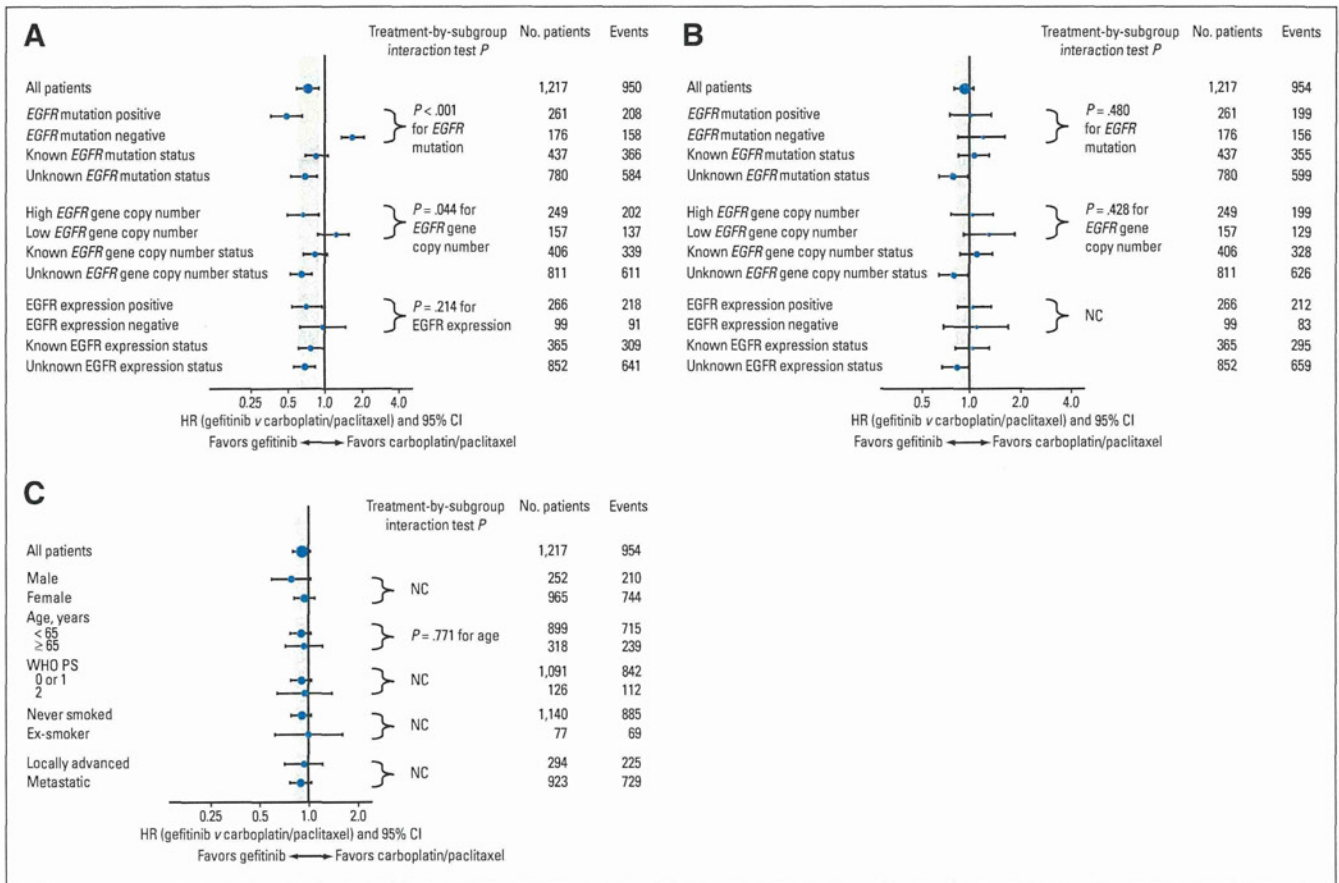 A
Treatment-by-subgroup No. patients Events
interaction test P
All patients 1,217 950
EGFR mutation positive 261 208
P < .001
for EGFR
mutation
EGFR mutation negative 176 158
Known EGFR mutation status 437 366
Unknown EGFR mutation status 780 584
High EGFR gene copy number 249 202
P = .044 for
EGFR gene
copy number
Low EGFR gene copy number 157 137
Known EGFR gene copy number status 406 339
Unknown EGFR gene copy number status 811 611
EGFR expression positive 266 218
P = .214 for
EGFR expression
EGFR expression negative 99 91
Known EGFR expression status 365 309
Unknown EGFR expression status 852 641
0.25 0.5 1.0 2.0 4.0
HR (gefitinib v carboplatin/paclitaxel) and 95% CI
Favors gefitinib Favors carboplatin/paclitaxel
B
Treatment-by-subgroup No. patients Events
interaction test P
All patients 1,217 954
EGFR mutation positive 261 199
P = .480
for EGFR
mutation
EGFR mutation negative 176 156
Known EGFR mutation status 437 355
Unknown EGFR mutation status 780 599
High EGFR gene copy number 249 199
P = .428 for
EGFR gene
copy number
Low EGFR gene copy number 157 129
Known EGFR gene copy number status 406 328
Unknown EGFR gene copy number status 811 626
EGFR expression positive 266 212
NC
EGFR expression negative 99 83
Known EGFR expression status 365 295
Unknown EGFR expression status 852 659
0.5 1.0 2.0 4.0
HR (gefitinib v carboplatin/paclitaxel) and 95% CI
Favors gefitinib Favors carboplatin/paclitaxel
C
Treatment-by-subgroup No. patients Events
interaction test P
All patients 1,217 954
Male 252 210
NC
Female 965 744
Age, years
< 65 899 715
P = .771 for age
≥ 65 318 239
WHO PS
0 or 1 1,091 842
NC
2 126 112
Never smoked 1,140 885
NC
Ex-smoker 77 69
Locally advanced 294 225
NC
Metastatic 923 729
0.25 0.5 1.0 2.0
HR (gefitinib v carboplatin/paclitaxel) and 95% CI
Favors gefitinib Favors carboplatin/paclitaxel